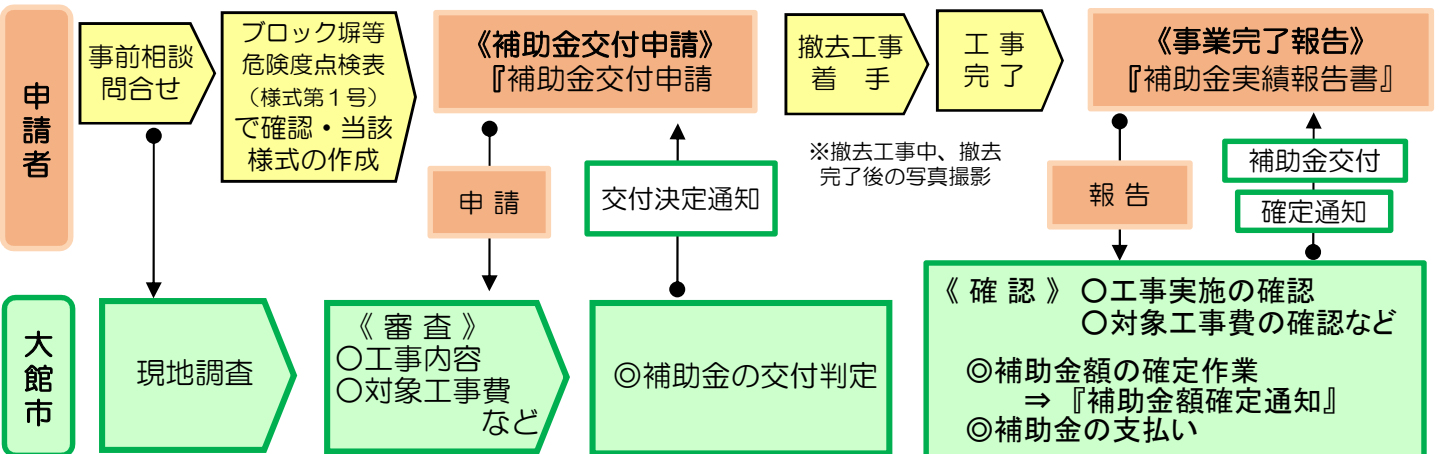 申請者
事前相談
問合せ
ブロック塀等
危険度点検表
（様式第１号）
で確認・当該
様式の作成
《補助金交付申請》
『補助金交付申請
撤去工事
着　手
工 事
完 了
《事業完了報告》
『補助金実績報告書』
※撤去工事中、撤去
完了後の写真撮影
申 請
交付決定通知
報 告
補助金交付
確定通知
大館市
現地調査
《 審 査 》
〇工事内容
〇対象工事費
など
◎補助金の交付判定
《 確 認 》 〇工事実施の確認
〇対象工事費の確認など
◎補助金額の確定作業
⇒ 『補助金額確定通知』
◎補助金の支払い